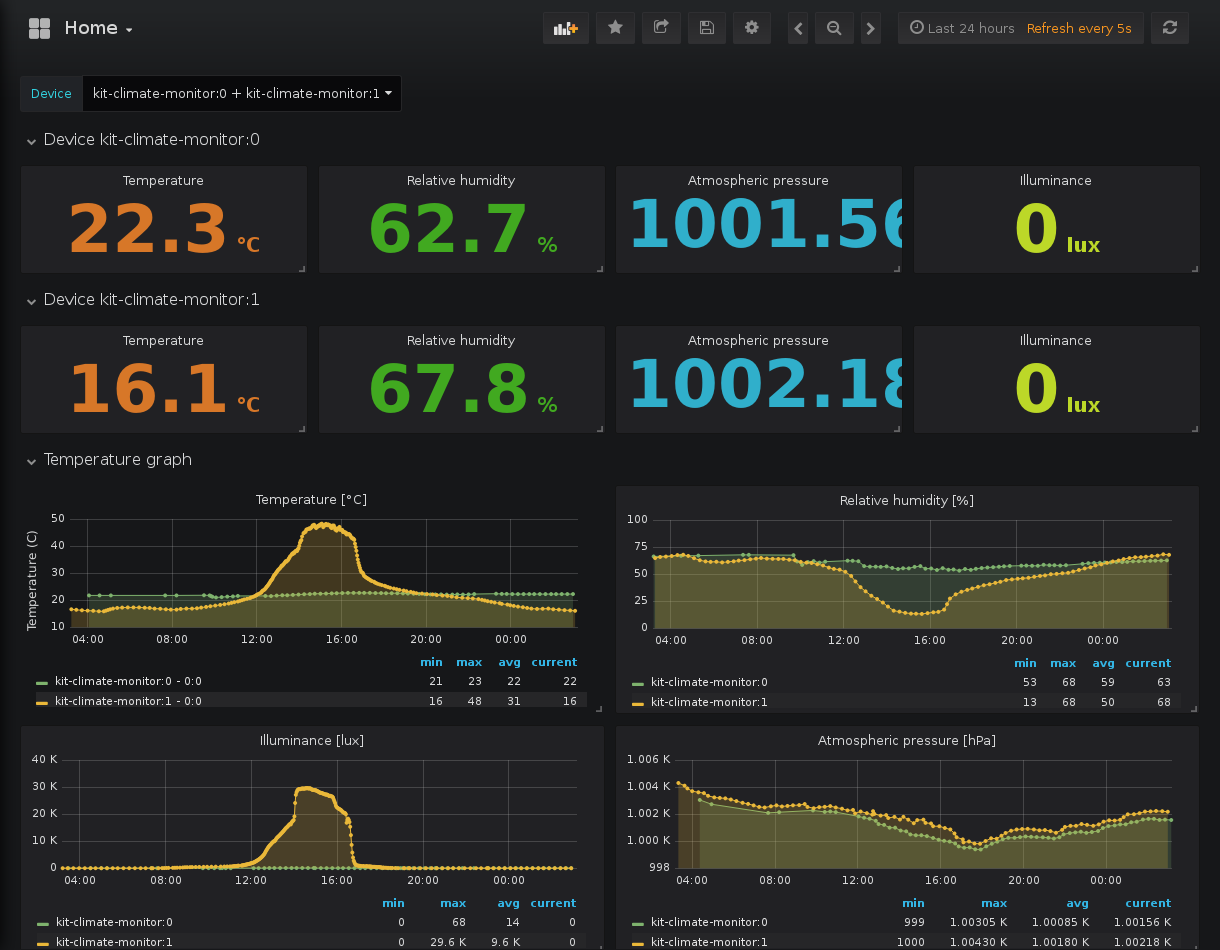 Home
Last 24 hours Refresh every 5s
Device kit-climate-monitor:0 + kit-climate-monitor:1
Device kit-climate-monitor:0
Temperature Relative humidity Atmospheric pressure Illuminance
22.3 °C 62.7 % 1001.56 0 lux
Device kit-climate-monitor:1
Temperature Relative humidity Atmospheric pressure Illuminance
16.1 °C 67.8 % 1002.18 0 lux
Temperature graph
Temperature [°C]
Temperature (C)
50
40
30
20
10
04:00 08:00 12:00 16:00 20:00 00:00
min max avg current
kit-climate-monitor:0 - 0:0 21 23 22 22
kit-climate-monitor:1 - 0:0 16 48 31 16
Relative humidity [%]
100
75
50
25
0
04:00 08:00 12:00 16:00 20:00 00:00
min max avg current
kit-climate-monitor:0 53 68 59 63
kit-climate-monitor:1 13 68 50 68
Illuminance [lux]
40 K
30 K
20 K
10 K
0
04:00 08:00 12:00 16:00 20:00 00:00
min max avg current
kit-climate-monitor:0 0 68 14 0
kit-climate-monitor:1 0 29.6 K 9.6 K 0
Atmospheric pressure [hPa]
1.006 K
1.004 K
1.002 K
1.000 K
998
04:00 08:00 12:00 16:00 20:00 00:00
min max avg current
kit-climate-monitor:0 999 1.00305 K 1.00085 K 1.00156 K
kit-climate-monitor:1 1000 1.00430 K 1.00180 K 1.00218 K